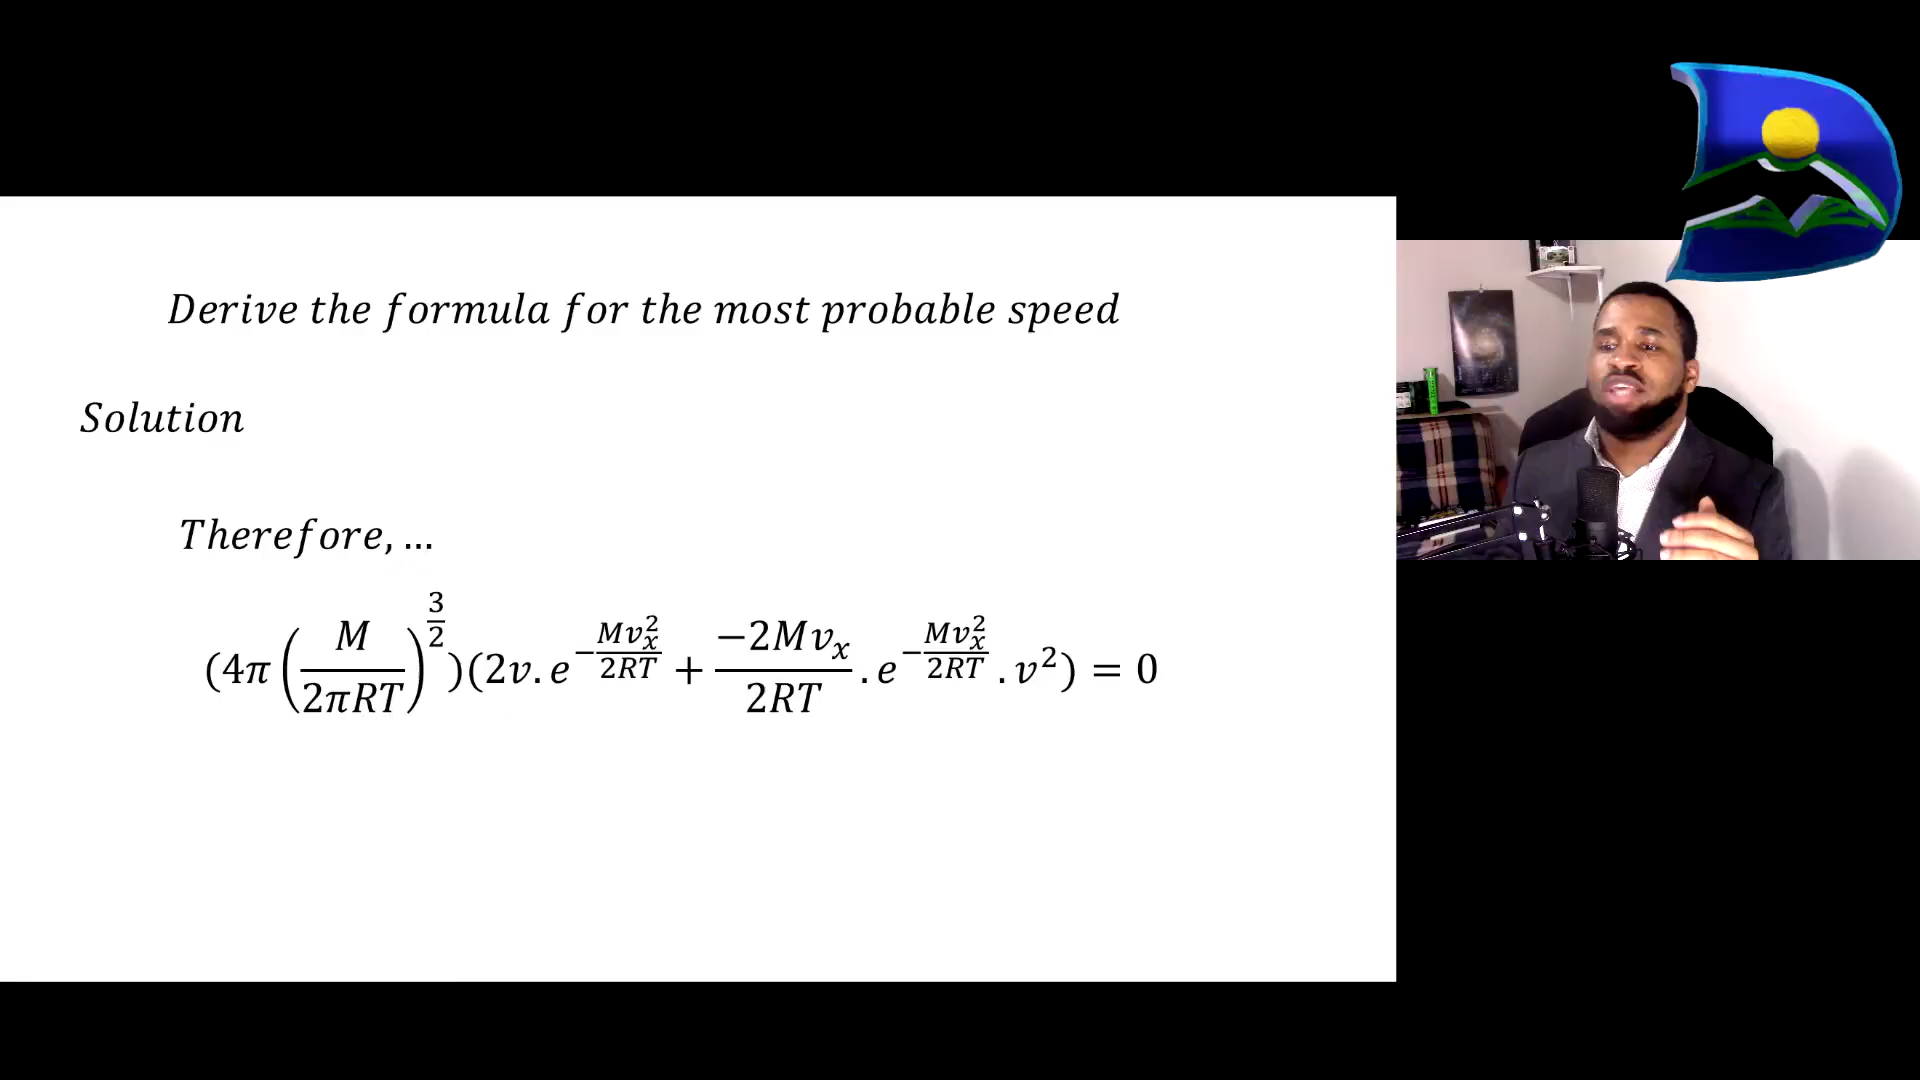 Derive the formula for the most probable speed
Solution
Therefore, ...
(4π(M/2πRT)^{3/2})(2v.e^{-Mv_x^2/2RT} + -2Mv_x/2RT .e^{-Mv_x^2/2RT}.v^2) = 0